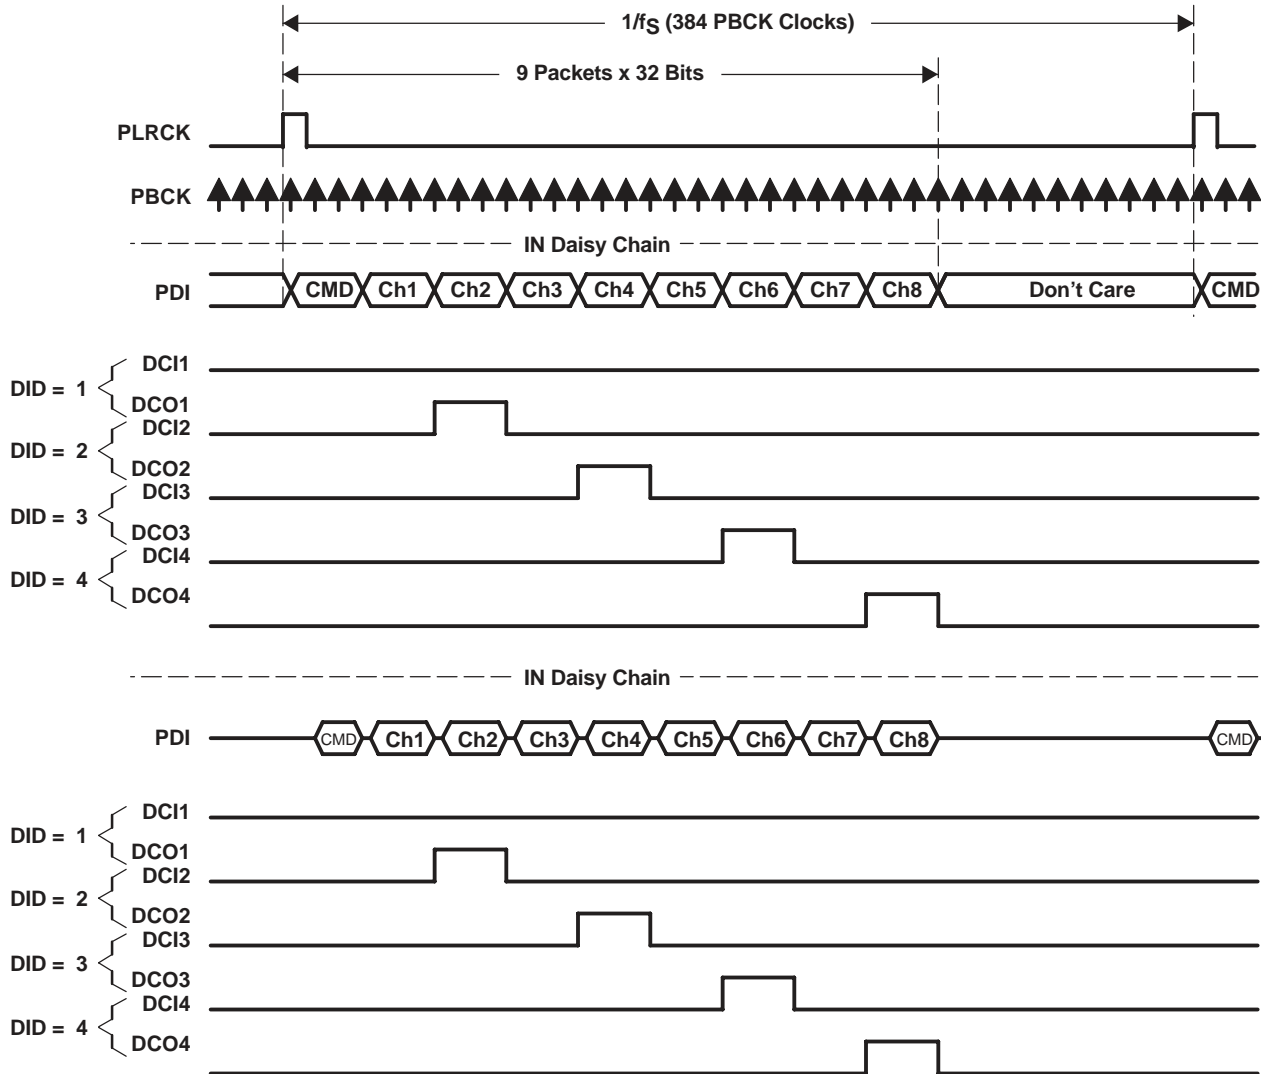 1/fS (384 PBCK Clocks)
9 Packets x 32 Bits
PLRCK
PBCK
IN Daisy Chain
PDI CMD Ch1 Ch2 Ch3 Ch4 Ch5 Ch6 Ch7 Ch8 Don't Care CMD
DCI1
DID = 1
DCO1
DCI2
DID = 2
DCO2
DCI3
DID = 3
DCO3
DCI4
DID = 4
DCO4
IN Daisy Chain
PDI CMD Ch1 Ch2 Ch3 Ch4 Ch5 Ch6 Ch7 Ch8 CMD
DCI1
DID = 1
DCO1
DCI2
DID = 2
DCO2
DCI3
DID = 3
DCO3
DCI4
DID = 4
DCO4